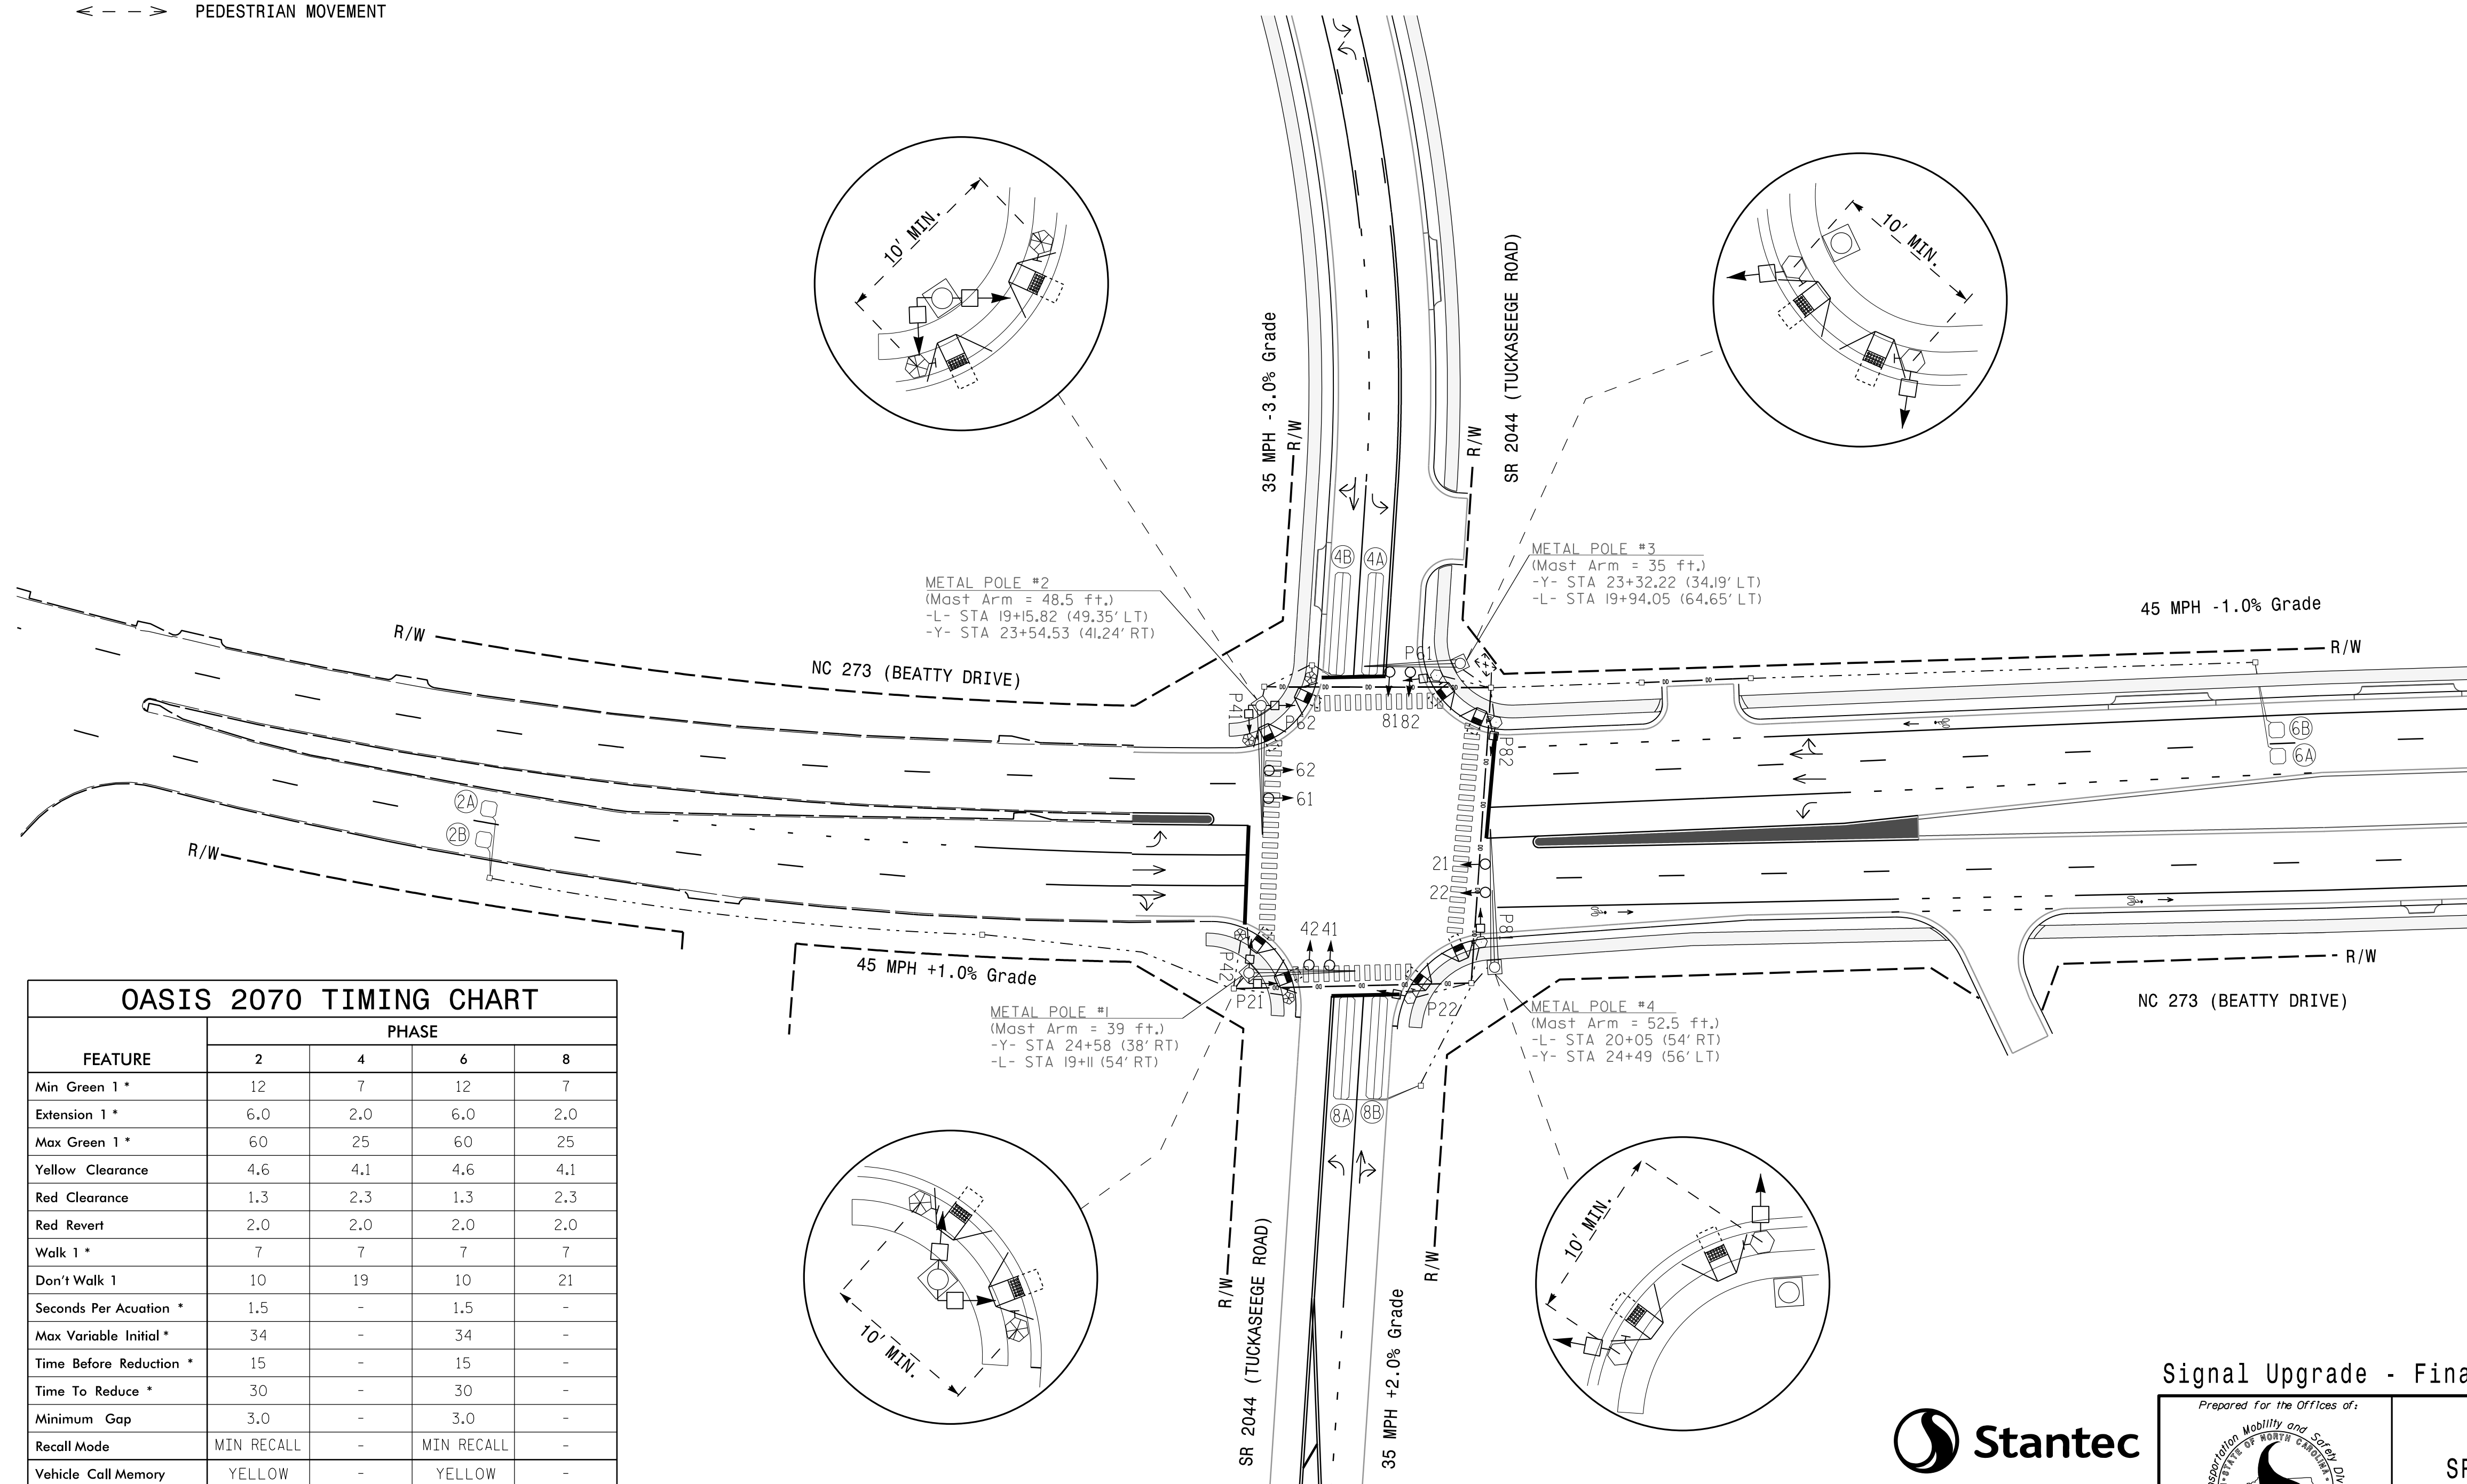 PEDESTRIAN MOVEMENT
10' MIN.
10' MIN.
35 MPH -3.0% Grade
R/W
SR 2044 (TUCKASEEGE ROAD)
R/W
4B 4A
METAL POLE #2
(Mast Arm = 48.5 ft.)
-L- STA 19+15.82 (49.35' LT)
-Y- STA 23+54.53 (41.24' RT)
METAL POLE #3
(Mast Arm = 35 ft.)
-Y- STA 23+32.22 (34.19' LT)
-L- STA 19+94.05 (64.65' LT)
45 MPH -1.0% Grade
R/W
R/W
NC 273 (BEATTY DRIVE)
P61
P41
P62
8182
P82
6B
6A
62
61
2A
2B
R/W
21
22
P81
4241
P42
P21
P22
45 MPH +1.0% Grade
R/W
NC 273 (BEATTY DRIVE)
METAL POLE #1
(Mast Arm = 39 ft.)
-Y- STA 24+58 (38' RT)
-L- STA 19+11 (54' RT)
METAL POLE #4
(Mast Arm = 52.5 ft.)
-L- STA 20+05 (54' RT)
-Y- STA 24+49 (56' LT)
8A 8B
10' MIN.
10' MIN.
R/W
SR 2044 (TUCKASEEGE ROAD)
R/W
35 MPH +2.0% Grade
OASIS 2070 TIMING CHART
FEATURE PHASE
2 4 6 8
Min Green 1 * 12 7 12 7
Extension 1 * 6.0 2.0 6.0 2.0
Max Green 1 * 60 25 60 25
Yellow Clearance 4.6 4.1 4.6 4.1
Red Clearance 1.3 2.3 1.3 2.3
Red Revert 2.0 2.0 2.0 2.0
Walk 1 * 7 7 7 7
Don't Walk 1 10 19 10 21
Seconds Per Acuation * 1.5 - 1.5 -
Max Variable Initial * 34 - 34 -
Time Before Reduction * 15 - 15 -
Time To Reduce * 30 - 30 -
Minimum Gap 3.0 - 3.0 -
Recall Mode MIN RECALL - MIN RECALL -
Vehicle Call Memory YELLOW - YELLOW -
Signal Upgrade - Fina
Stantec
Prepared for the Offices of:
Mobility and Safety
STATE OF NORTH